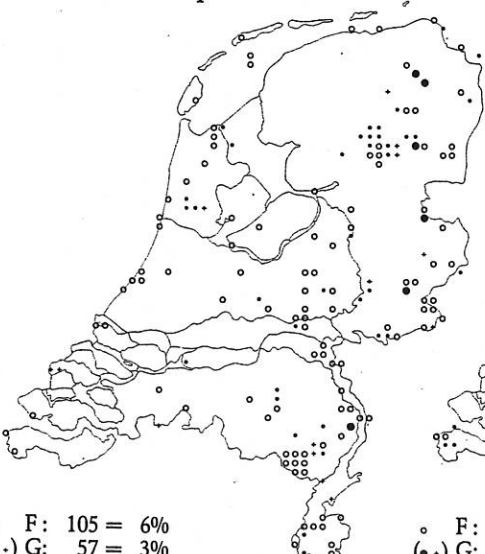 F: 105 = 6%
.) G: 57 = 3%
F:
G: